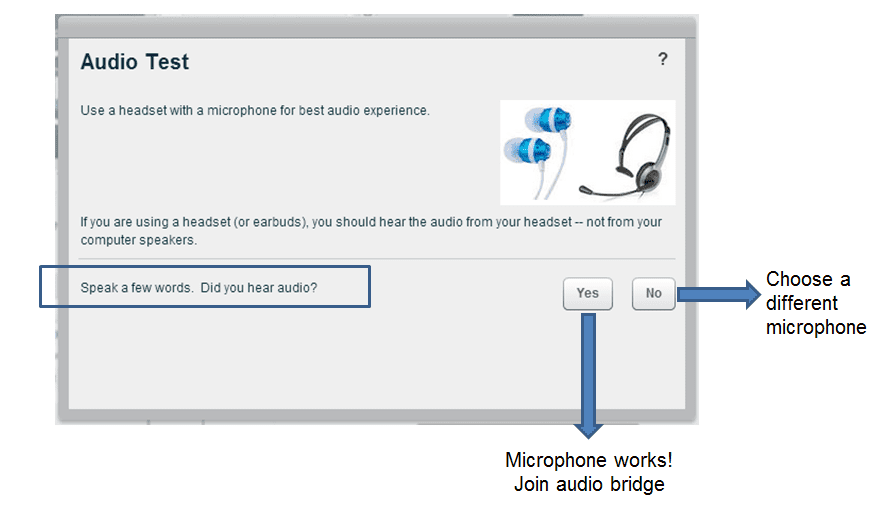 Audio Test
?
Use a headset with a microphone for best audio experience.
If you are using a headset (or earbuds), you should hear the audio from your headset -- not from your
computer speakers.
Speak a few words.  Did you hear audio?
Yes
No
Choose a
different
microphone
Microphone works!
Join audio bridge